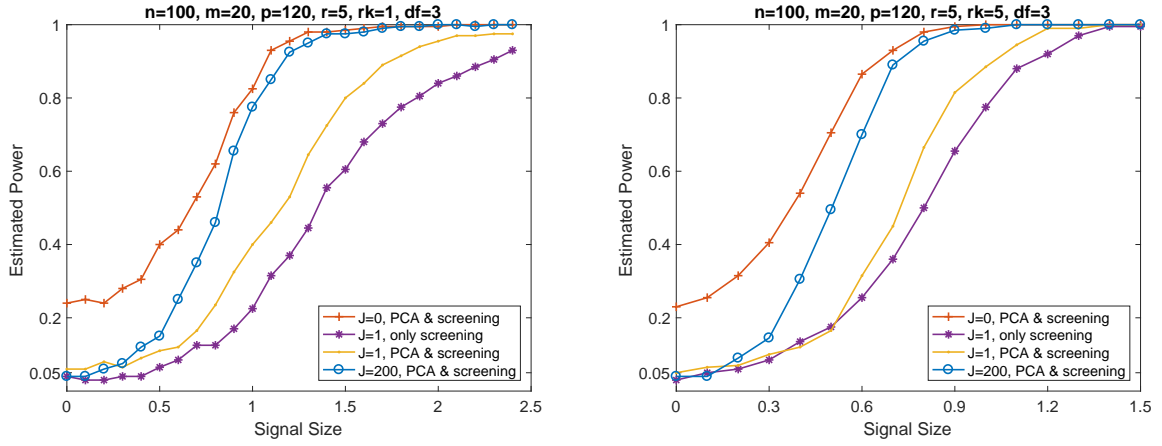 n=100, m=20, p=120, r=5, rk=1, df=3
Estimated Power
1
0.8
0.6
0.4
0.2
0.05
0
0.5
1
1.5
2
2.5
Signal Size
J=0, PCA & screening
J=1, only screening
J=1, PCA & screening
J=200, PCA & screening
n=100, m=20, p=120, r=5, rk=5, df=3
Estimated Power
1
0.8
0.6
0.4
0.2
0.05
0
0.3
0.6
0.9
1.2
1.5
Signal Size
J=0, PCA & screening
J=1, only screening
J=1, PCA & screening
J=200, PCA & screening